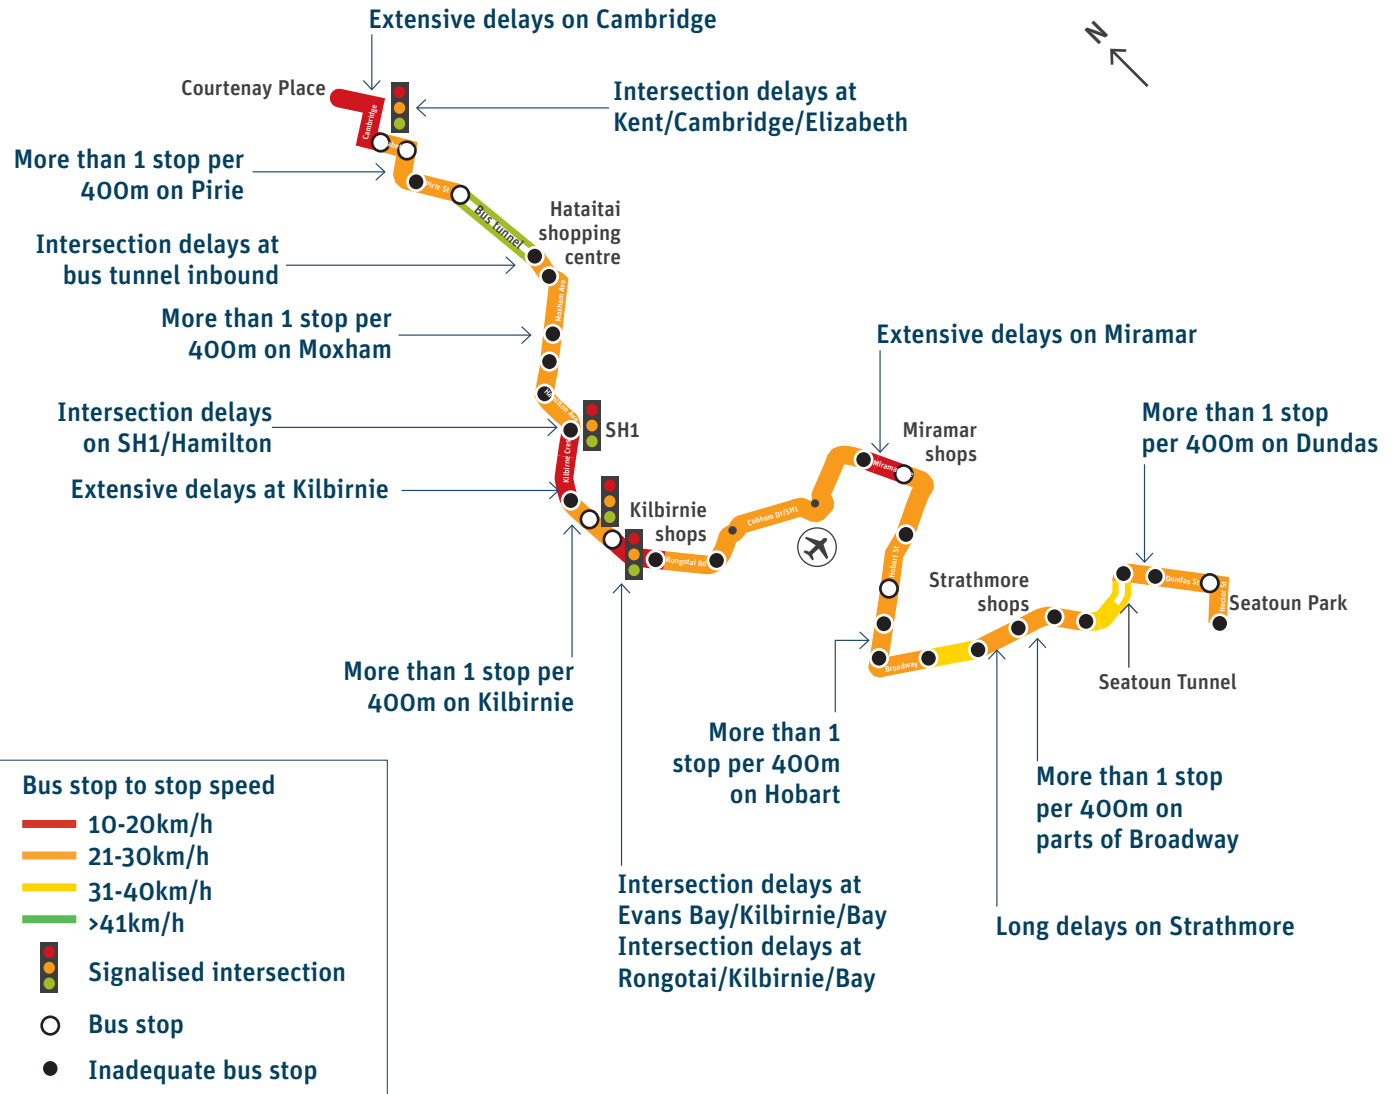 Extensive delays on Cambridge
N
Courtenay Place
Cambridge
Intersection delays at
Kent/Cambridge/Elizabeth
More than 1 stop per
400m on Pirie
Pirie St
Bus tunnel
Hataitai
shopping
centre
Intersection delays at
bus tunnel inbound
Moxham Ave
More than 1 stop per
400m on Moxham
Extensive delays on Miramar
Intersection delays
on SH1/Hamilton
Hamilton Ave
SH1
Kilbirne Cres
Miramar
shops
More than 1 stop
per 400m on Dundas
Extensive delays at Kilbirnie
Kilbirnie
shops
Cobham Dr/SH1
Rongotai Rd
Hobart St
Strathmore
shops
Dundas St
Hector St
Seatoun Park
Broadway
Seatoun Tunnel
More than 1 stop per
400m on Kilbirnie
More than 1
stop per 400m
on Hobart
More than 1 stop
per 400m on
parts of Broadway
Intersection delays at
Evans Bay/Kilbirnie/Bay
Intersection delays at
Rongotai/Kilbirnie/Bay
Long delays on Strathmore
Bus stop to stop speed
10-20km/h
21-30km/h
31-40km/h
>41km/h
Signalised intersection
Bus stop
Inadequate bus stop